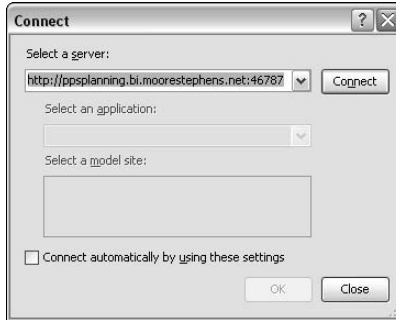 Connect
Select a server:
http://ppsplanning.bi.moorestephens.net:46787
Connect
Select an application:
Select a model site:
Connect automatically by using these settings
OK
Close